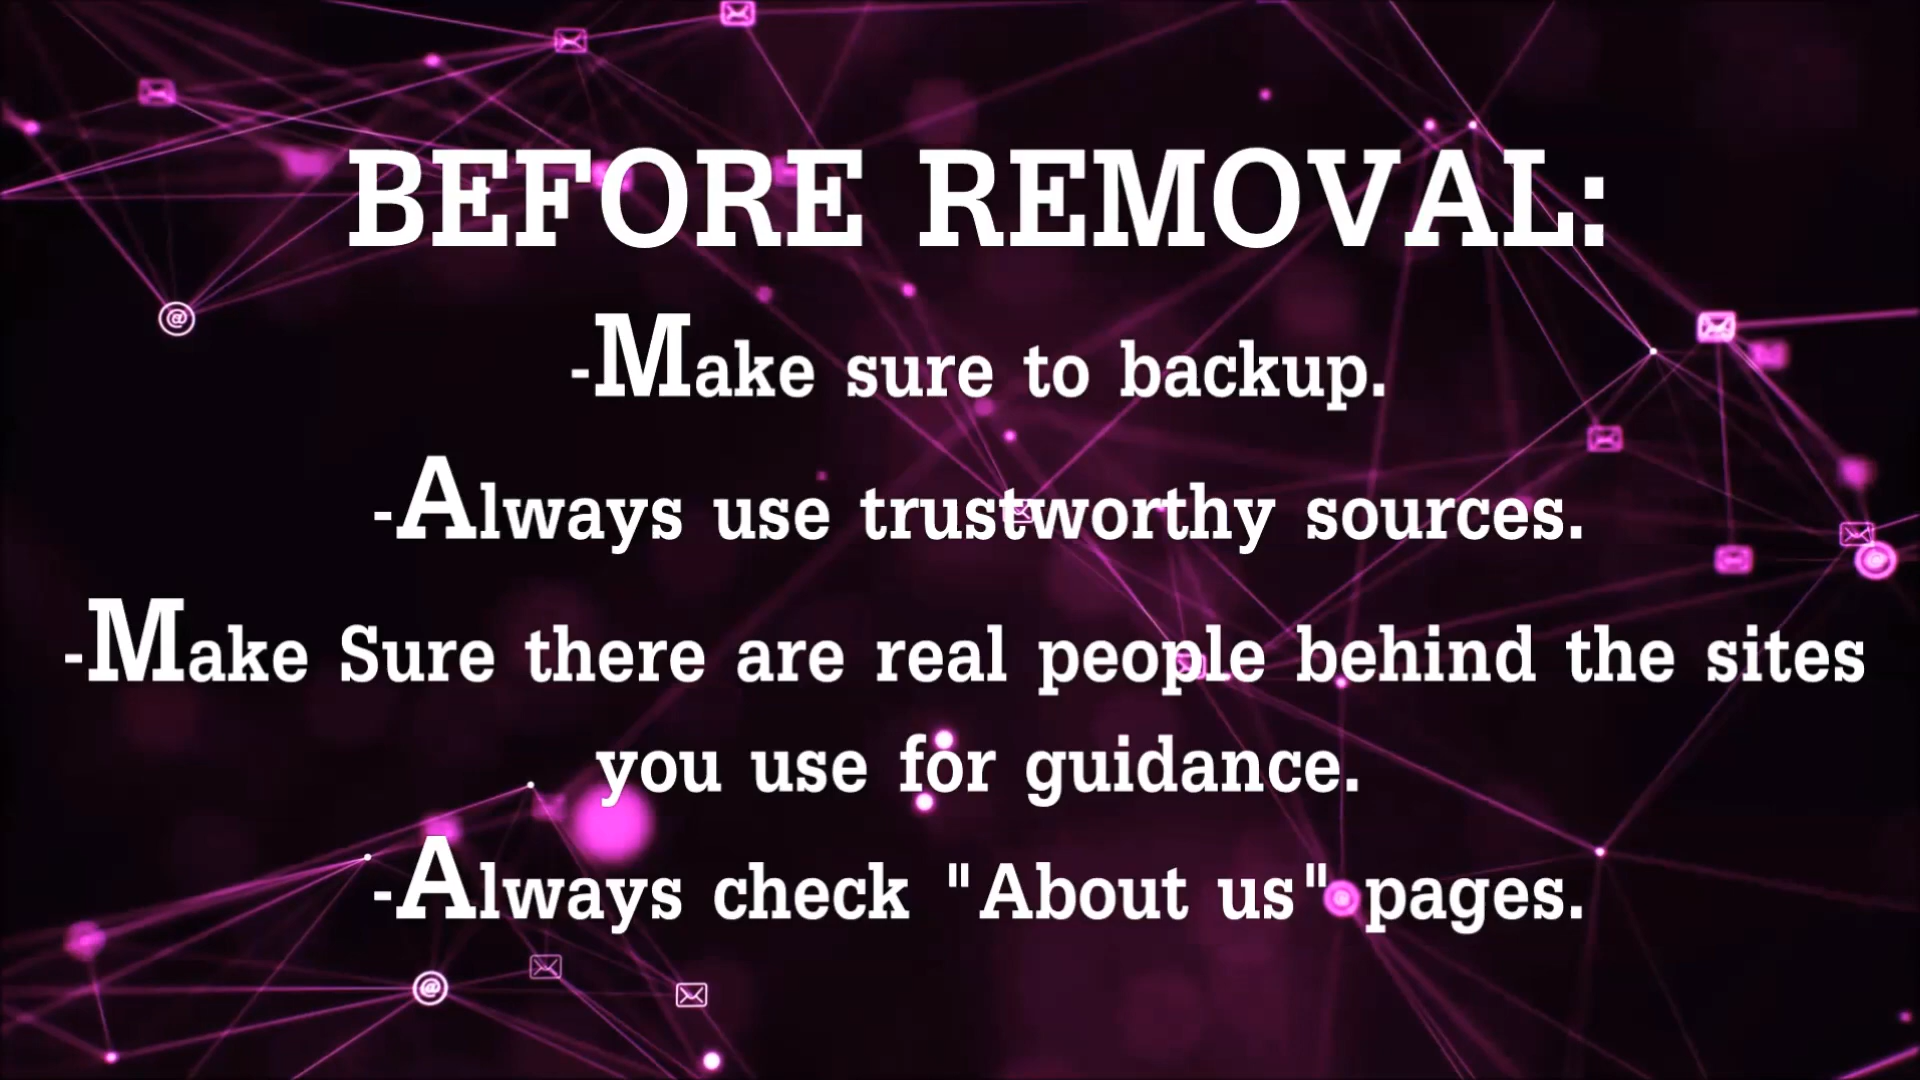 BEFORE REMOVAL:
-Make sure to backup.
-Always use trustworthy sources.
-Make Sure there are real people behind the sites
you use for guidance.
-Always check "About us" pages.